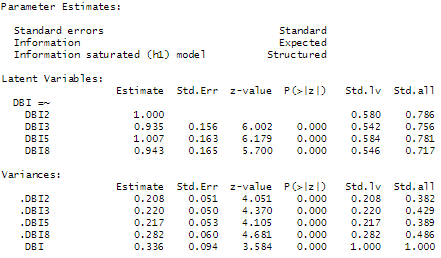 Parameter Estimates:
Standard errors Standard
Information Expected
Information saturated (h1) model Structured
Latent Variables:
Estimate Std.Err z-value P(>|z|) Std.lv Std.all
DBI =~
DBI2 1.000 0.580 0.786
DBI3 0.935 0.156 6.002 0.000 0.542 0.756
DBI5 1.007 0.163 6.179 0.000 0.584 0.781
DBI8 0.943 0.165 5.700 0.000 0.546 0.717
Variances:
Estimate Std.Err z-value P(>|z|) Std.lv Std.all
.DBI2 0.208 0.051 4.051 0.000 0.208 0.382
.DBI3 0.220 0.050 4.370 0.000 0.220 0.429
.DBI5 0.217 0.053 4.105 0.000 0.217 0.389
.DBI8 0.282 0.060 4.681 0.000 0.282 0.486
DBI 0.336 0.094 3.584 0.000 1.000 1.000